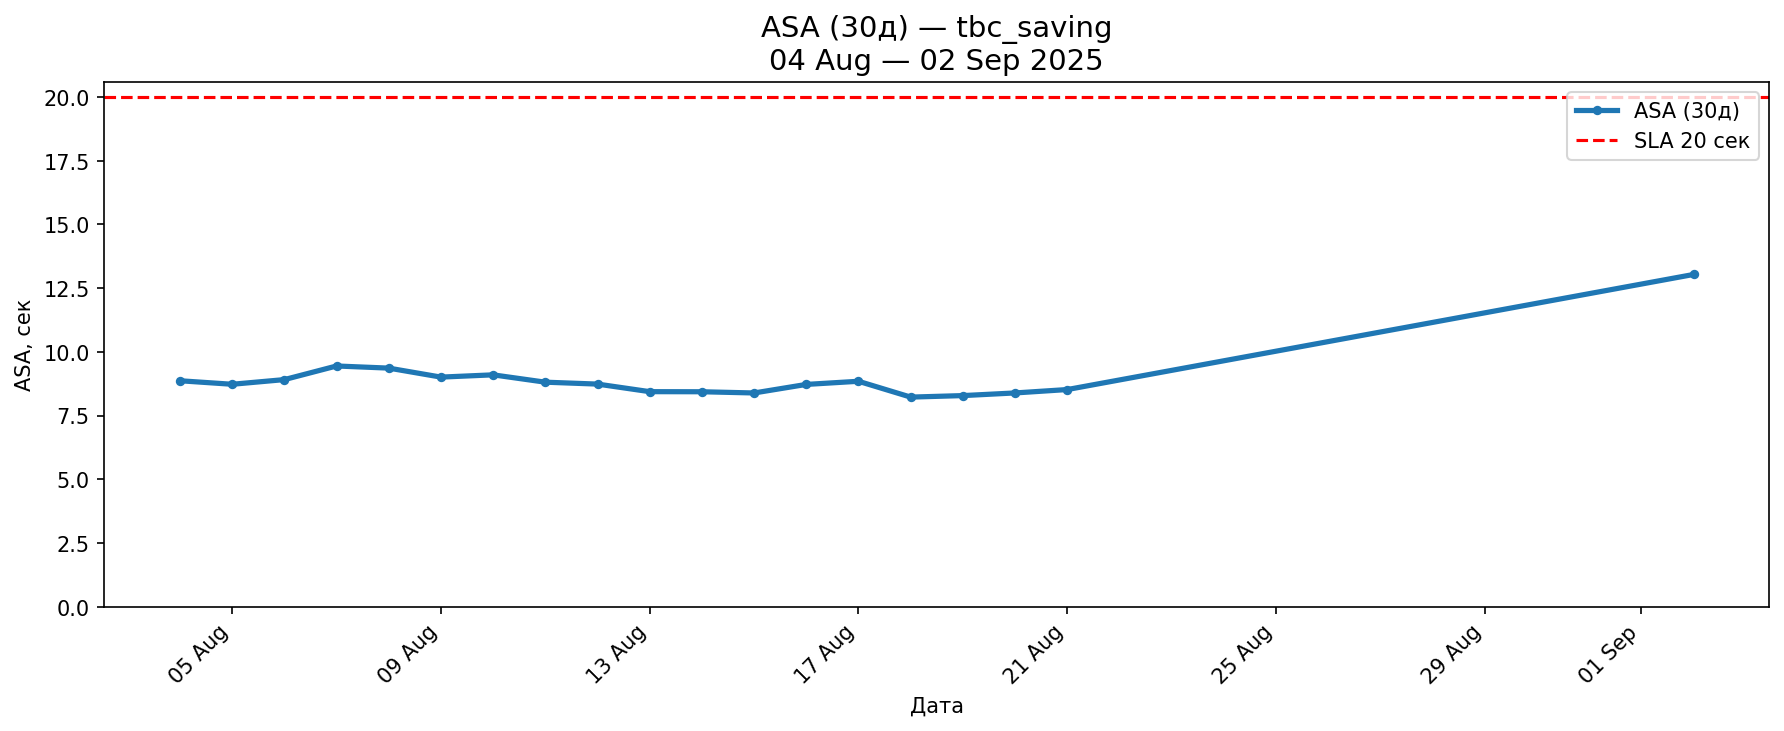 ASA (30д) — tbc_saving
04 Aug — 02 Sep 2025
ASA (30д)
SLA 20 сек
ASA, сек
20.0
17.5
15.0
12.5
10.0
7.5
5.0
2.5
0.0
05 Aug
09 Aug
13 Aug
17 Aug
21 Aug
25 Aug
29 Aug
01 Sep
Дата